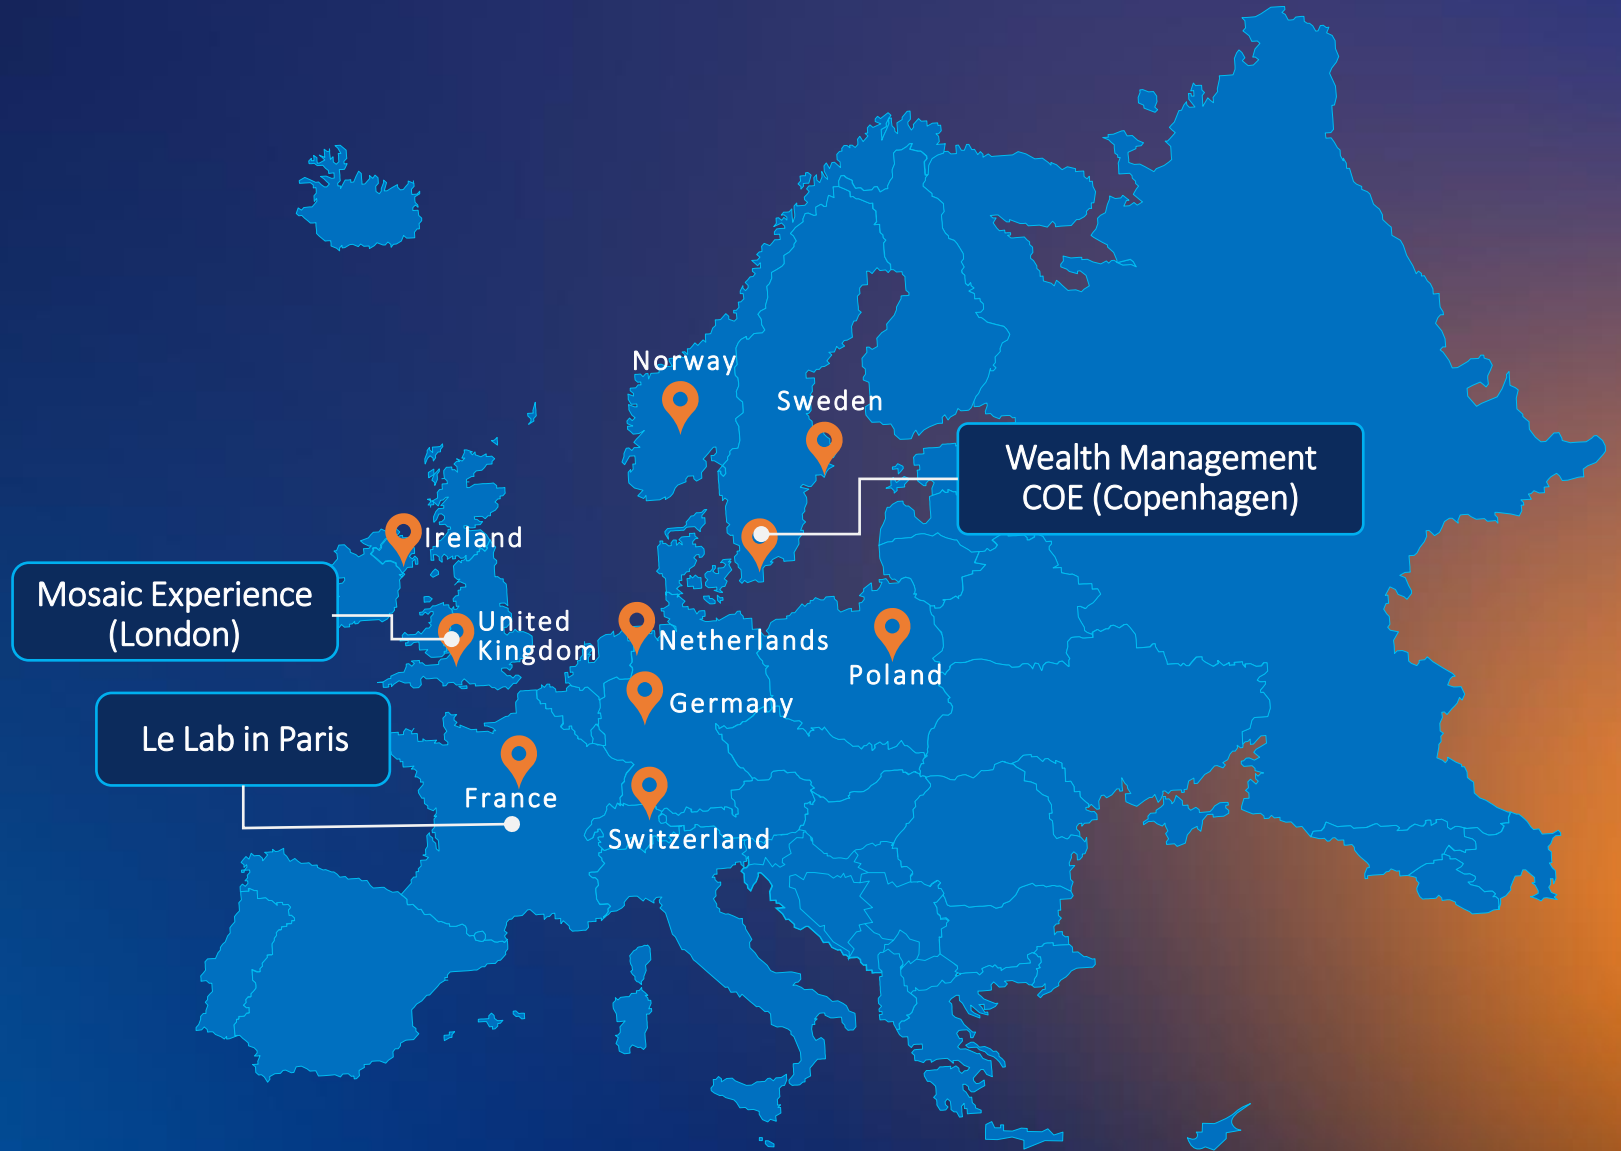 Norway
Sweden
Wealth Management
COE (Copenhagen)
Ireland
Mosaic Experience
(London)
United
Kingdom
Netherlands
Poland
Germany
Le Lab in Paris
France
Switzerland